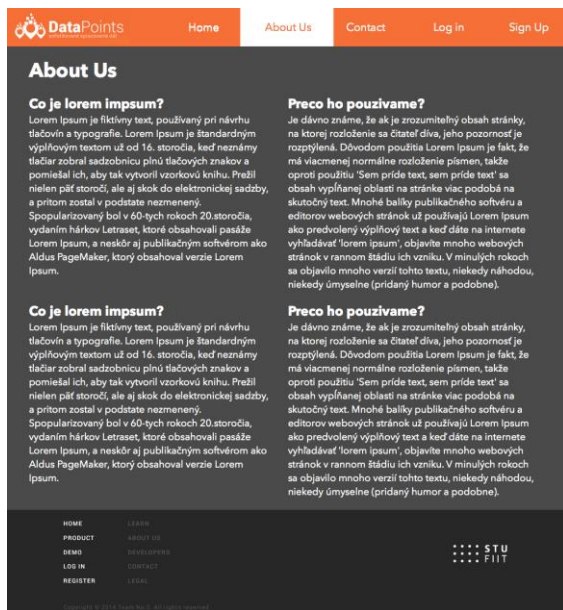 DataPoints
Home
About Us
Contact
Log in
Sign Up
About Us
Co je lorem impsum?
Lorem Ipsum je fiktívny text, používaný pri návrhu
tlačovín a typografie. Lorem Ipsum je štandardným
výplňovým textom už od 16. storočia, keď neznámy
tlačiar zobral sadzobnicu plnú tlačových znakov a
pomiešal ich, aby tak vytvoril vzorkovú knihu. Prežil
nielen päť storočí, ale aj skok do elektronickej sadzby,
a pritom zostal v podstate nezmenený.
Spopularizovaný bol v 60-tych rokoch 20.storočia,
vydaním hárkov Letraset, ktoré obsahovali pasáže
Lorem Ipsum, a neskôr aj publikačným softvérom ako
Aldus PageMaker, ktorý obsahoval verzie Lorem
Ipsum.
Preco ho pouzivame?
Je dávno známe, že ak je zrozumiteľný obsah stránky,
na ktorej rozloženie sa čitateľ díva, jeho pozornosť je
rozptýlená. Dôvodom použitia Lorem Ipsum je fakt, že
má viacmenej normálne rozloženie písmen, takže
oproti použitiu 'Sem príde text, sem príde text' sa
obsah vypĺňanej oblasti na stránke viac podobá na
skutočný text. Mnohé balíky publikačného softvéru a
editorov webových stránok už používajú Lorem Ipsum
ako predvolený výplňový text a keď dáte na internete
vyhľadávať 'lorem ipsum', objavíte mnoho webových
stránok v rannom štádiu ich vzniku. V minulých rokoch
sa objavilo mnoho verzií tohto textu, niekedy náhodou,
niekedy úmyselne (pridaný humor a podobne).
Co je lorem impsum?
Lorem Ipsum je fiktívny text, používaný pri návrhu
tlačovín a typografie. Lorem Ipsum je štandardným
výplňovým textom už od 16. storočia, keď neznámy
tlačiar zobral sadzobnicu plnú tlačových znakov a
pomiešal ich, aby tak vytvoril vzorkovú knihu. Prežil
nielen päť storočí, ale aj skok do elektronickej sadzby,
a pritom zostal v podstate nezmenený.
Spopularizovaný bol v 60-tych rokoch 20.storočia,
vydaním hárkov Letraset, ktoré obsahovali pasáže
Lorem Ipsum, a neskôr aj publikačným softvérom ako
Aldus PageMaker, ktorý obsahoval verzie Lorem
Ipsum.
Preco ho pouzivame?
Je dávno známe, že ak je zrozumiteľný obsah stránky,
na ktorej rozloženie sa čitateľ díva, jeho pozornosť je
rozptýlená. Dôvodom použitia Lorem Ipsum je fakt, že
má viacmenej normálne rozloženie písmen, takže
oproti použitiu 'Sem príde text, sem príde text' sa
obsah vypĺňanej oblasti na stránke viac podobá na
skutočný text. Mnohé balíky publikačného softvéru a
editorov webových stránok už používajú Lorem Ipsum
ako predvolený výplňový text a keď dáte na internete
vyhľadávať 'lorem ipsum', objavíte mnoho webových
stránok v rannom štádiu ich vzniku. V minulých rokoch
sa objavilo mnoho verzií tohto textu, niekedy náhodou,
niekedy úmyselne (pridaný humor a podobne).
HOME
PRODUCT
DEMO
LOG IN
REGISTER
LEARN
ABOUT US
DEVELOPERS
CONTACT
LEGAL
STU
FIIT